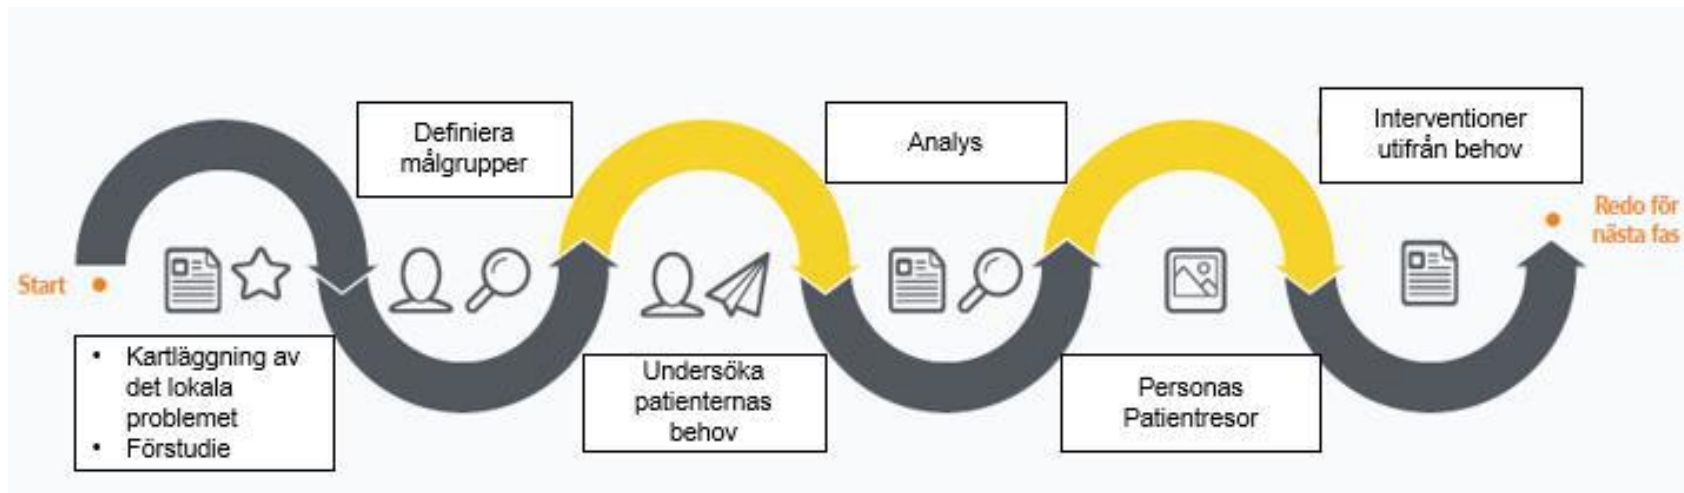 Start
• Kartläggning av
det lokala
problemet
• Förstudie
Definiera
målgrupper
Undersöka
patienternas
behov
Analys
Personas
Patientresor
Interventioner
utifrån behov
Redo för
nästa fas